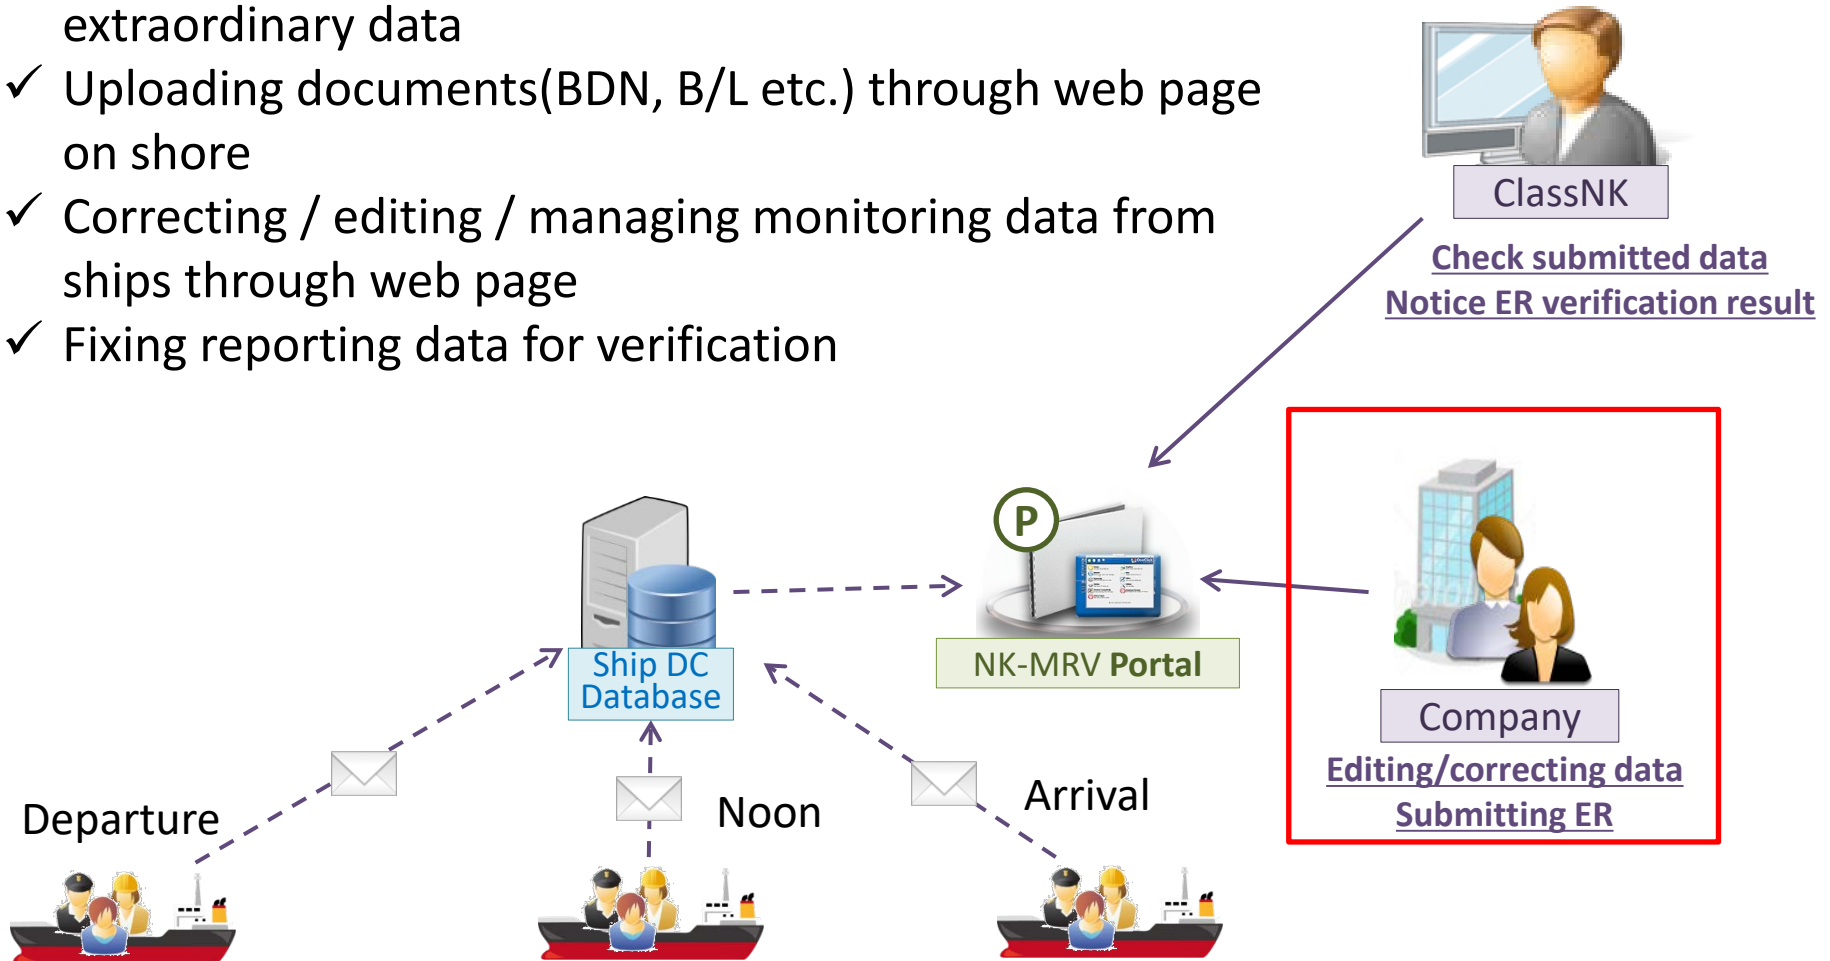 extraordinary data
✓ Uploading documents(BDN, B/L etc.) through web page
on shore
✓ Correcting / editing / managing monitoring data from
ships through web page
✓ Fixing reporting data for verification
ClassNK
Check submitted data
Notice ER verification result
P
NK-MRV Portal
Ship DC
Database
Company
Editing/correcting data
Submitting ER
Departure
Noon
Arrival